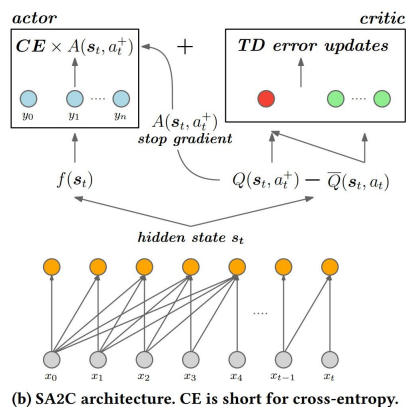 actor
critic
CE × A(s_t, a_t^+)
+
TD error updates
y_0 y_1 .... y_n
....
A(s_t, a_t^+)
stop gradient
f(s_t)
Q(s_t, a_t^+) − Q̅(s_t, a_t)
hidden state s_t
....
x_0 x_1 x_2 x_3 x_4 x_{t−1} x_t
(b) SA2C architecture. CE is short for cross-entropy.